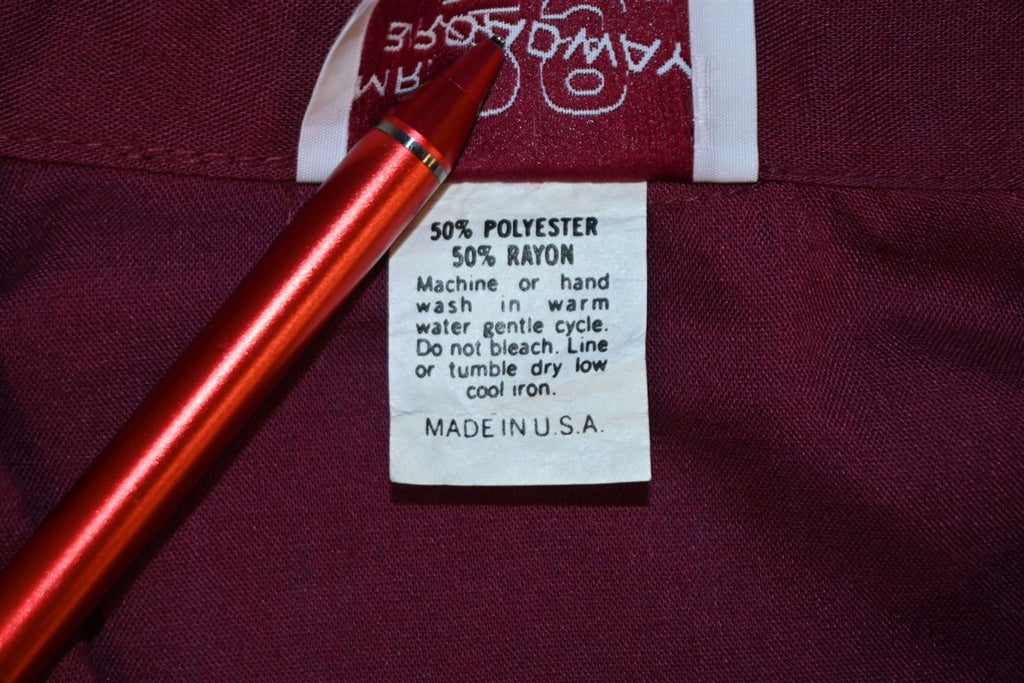 50% POLYESTER
50% RAYON
Machine or hand
wash in warm
water gentle cycle.
Do not bleach. Line
or tumble dry low
cool iron.
MADE IN U.S.A.